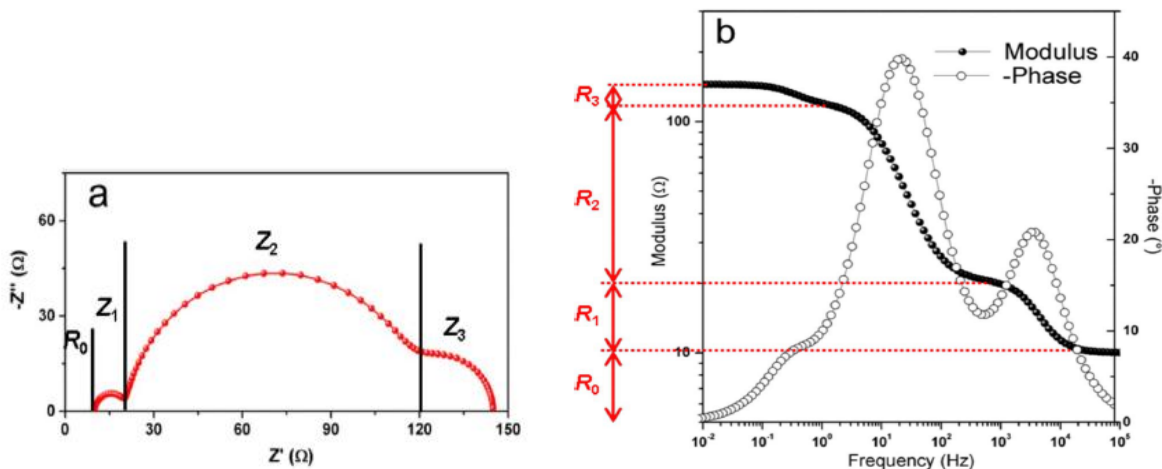 a
-Z'' (Ω)
60
30
0
R0
Z1
Z2
Z3
0 30 60 90 120 150
Z' (Ω)
b
Modulus
-Phase
R3
R2
R1
R0
Modulus (Ω)
100
10
40
30
20
10
0
-Phase (°)
10-2 10-1 100 101 102 103 104 105
Frequency (Hz)